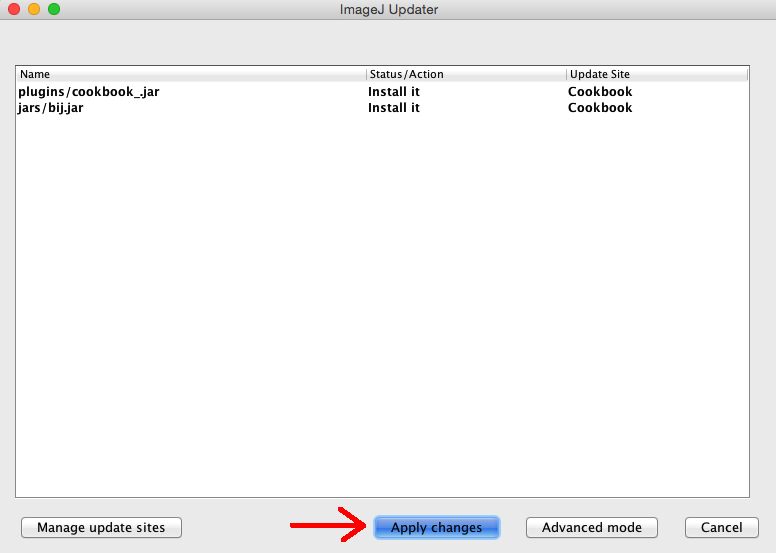 ImageJ Updater
Name Status/Action Update Site
plugins/cookbook_.jar Install it Cookbook
jars/bij.jar Install it Cookbook
Manage update sites Apply changes Advanced mode Cancel